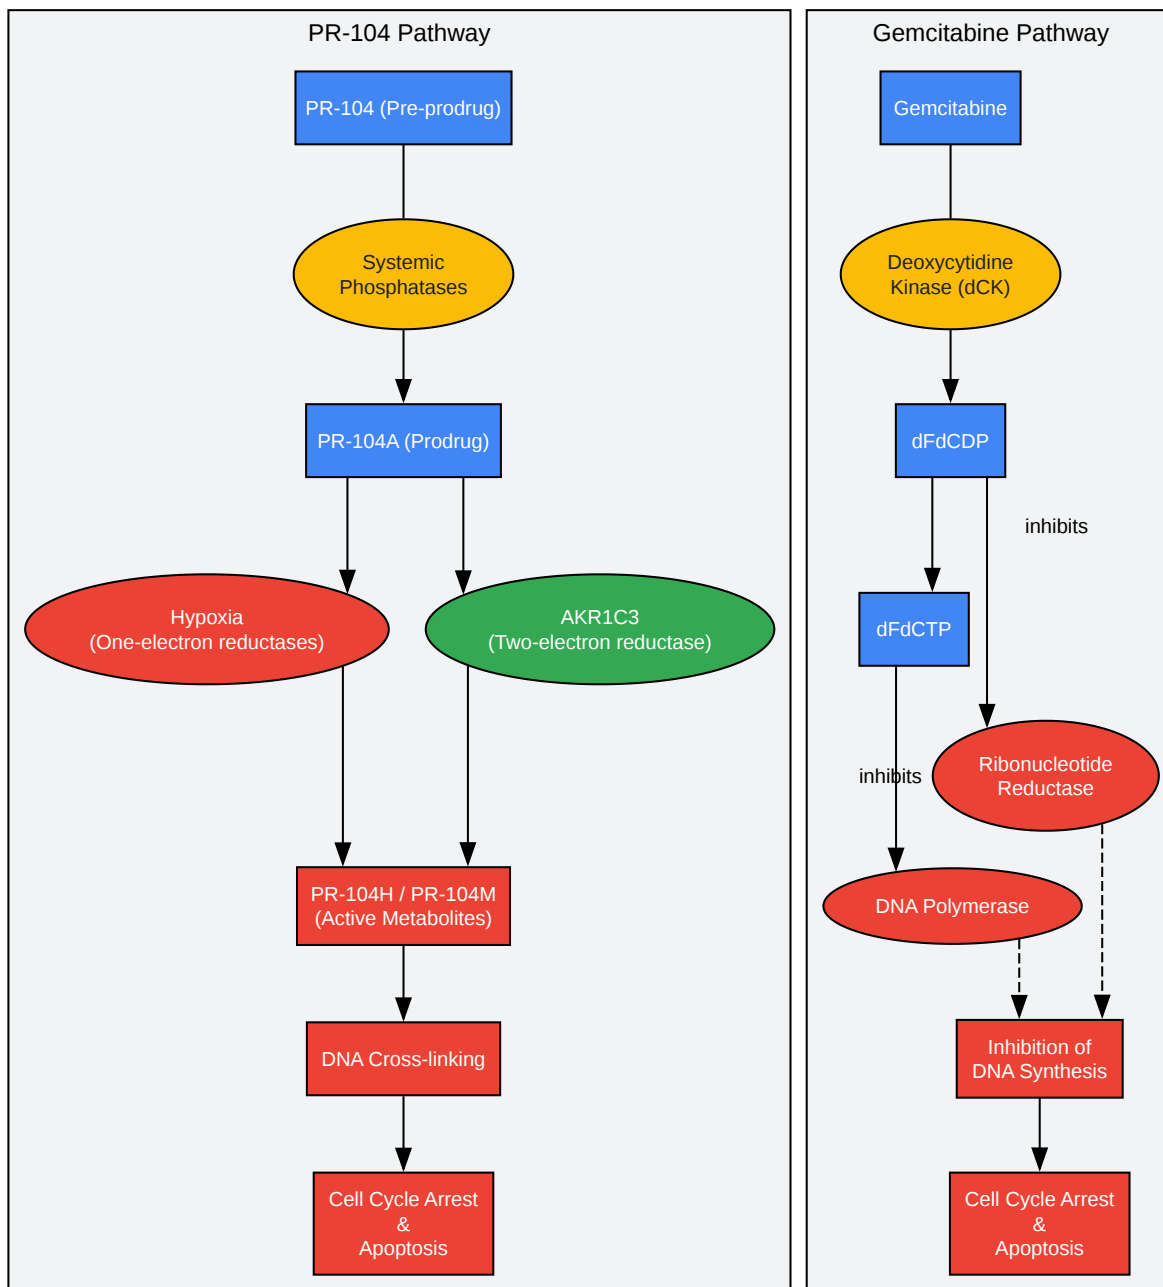 PR-104 Pathway
PR-104 (Pre-prodrug)
Systemic
Phosphatases
PR-104A (Prodrug)
Hypoxia
(One-electron reductases)
AKR1C3
(Two-electron reductase)
PR-104H / PR-104M
(Active Metabolites)
DNA Cross-linking
Cell Cycle Arrest
&
Apoptosis
Gemcitabine Pathway
Gemcitabine
Deoxycytidine
Kinase (dCK)
dFdCDP
inhibits
dFdCTP
inhibits
Ribonucleotide
Reductase
DNA Polymerase
Inhibition of
DNA Synthesis
Cell Cycle Arrest
&
Apoptosis